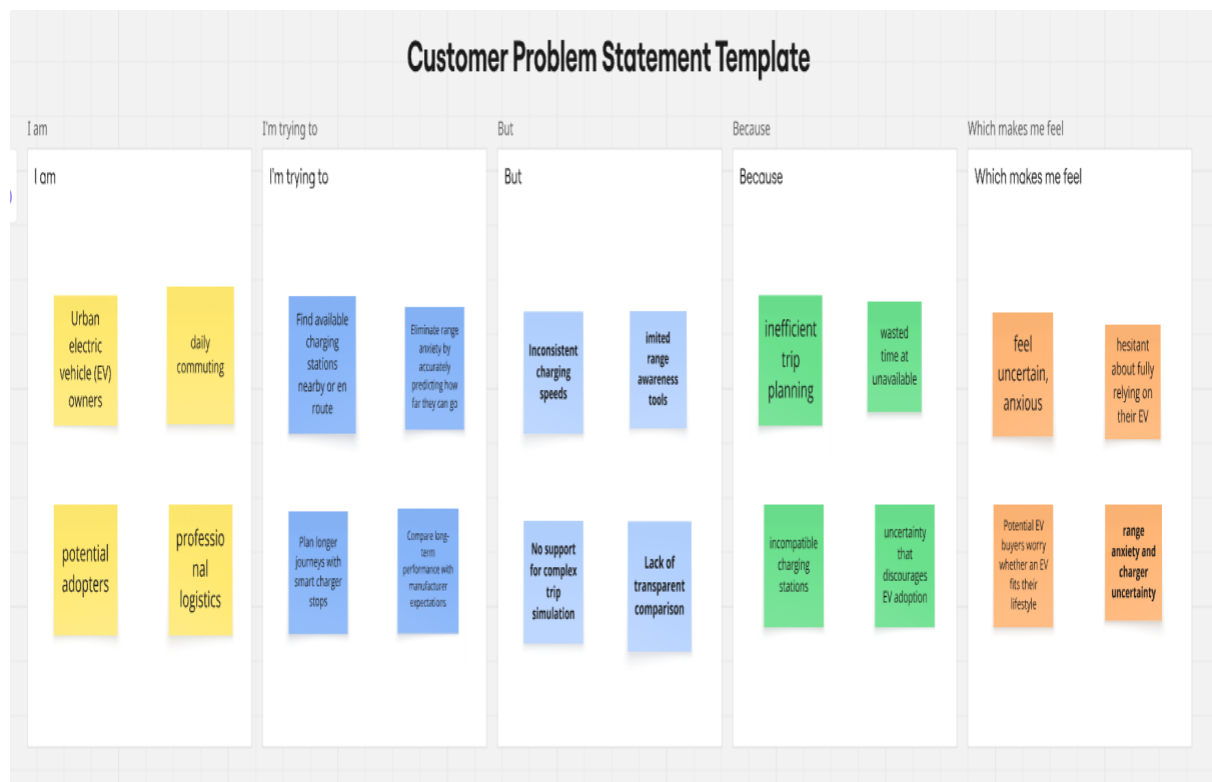 Customer Problem Statement Template
I am
I'm trying to
But
Because
Which makes me feel
I am
Urban
electric
vehicle (EV)
owners
daily
commuting
potential
adopters
professio
nal
logistics
I'm trying to
Find available
charging
stations
nearby or en
route
Eliminate range
anxiety by
accurately
predicting how
far they can go
Plan longer
journeys with
smart charger
stops
Compare long-
term
performance with
manufacturer
expectations
But
Inconsistent
charging
speeds
imited
range
awareness
tools
No support
for complex
trip
simulation
Lack of
transparent
comparison
Because
inefficient
trip
planning
wasted
time at
unavailable
incompatible
charging
stations
uncertainty
that
discourages
EV adoption
Which makes me feel
feel
uncertain,
anxious
hesitant
about fully
relying on
their EV
Potential EV
buyers worry
whether an EV
fits their
lifestyle
range
anxiety and
charger
uncertainty